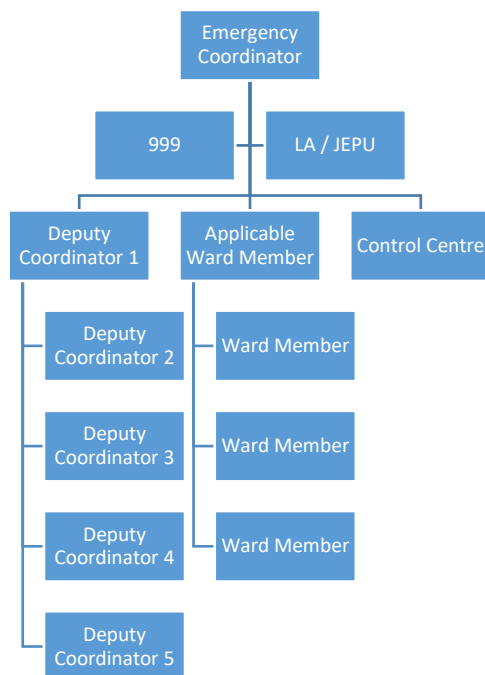 Emergency
Coordinator
999
LA / JEPU
Deputy
Coordinator 1
Applicable
Ward Member
Control Centre
Deputy
Coordinator 2
Ward Member
Deputy
Coordinator 3
Ward Member
Deputy
Coordinator 4
Ward Member
Deputy
Coordinator 5